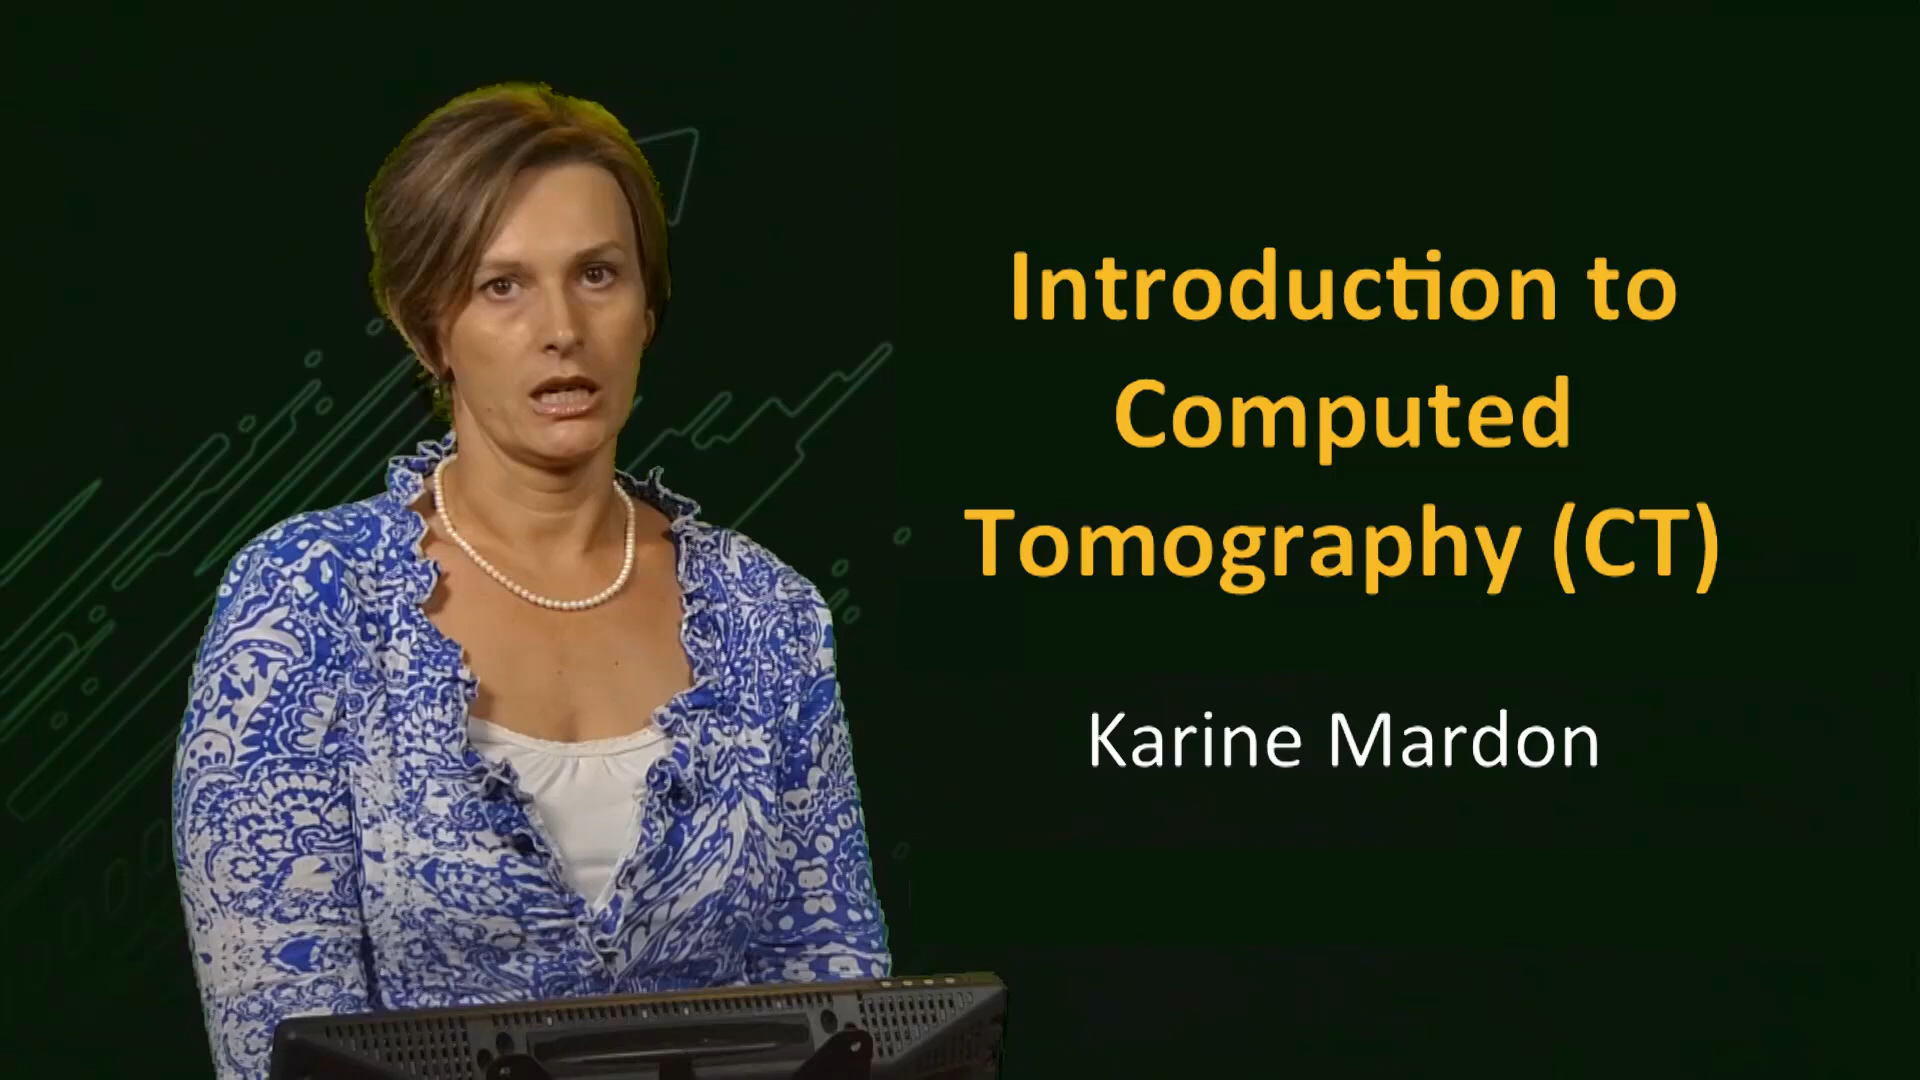 Introduction to
Computed
Tomography (CT)
Karine Mardon